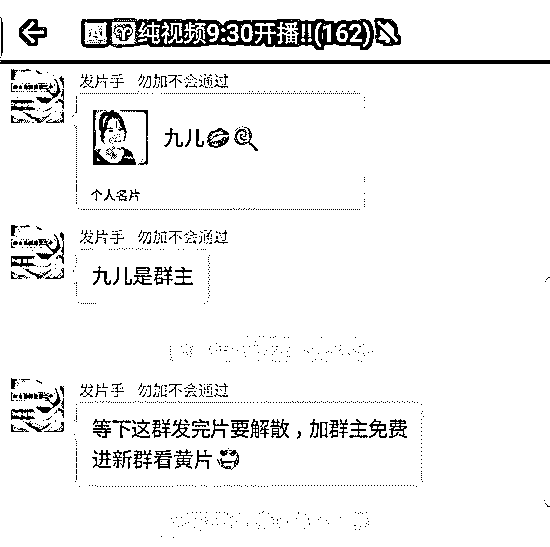 纯视频9:30开播!!(162)
发片手 勿加不会通过
九儿💋🍭
个人名片
发片手 勿加不会通过
九儿是群主
发片手 勿加不会通过
等下这群发完片要解散，加群主免费
进新群看黄片😍